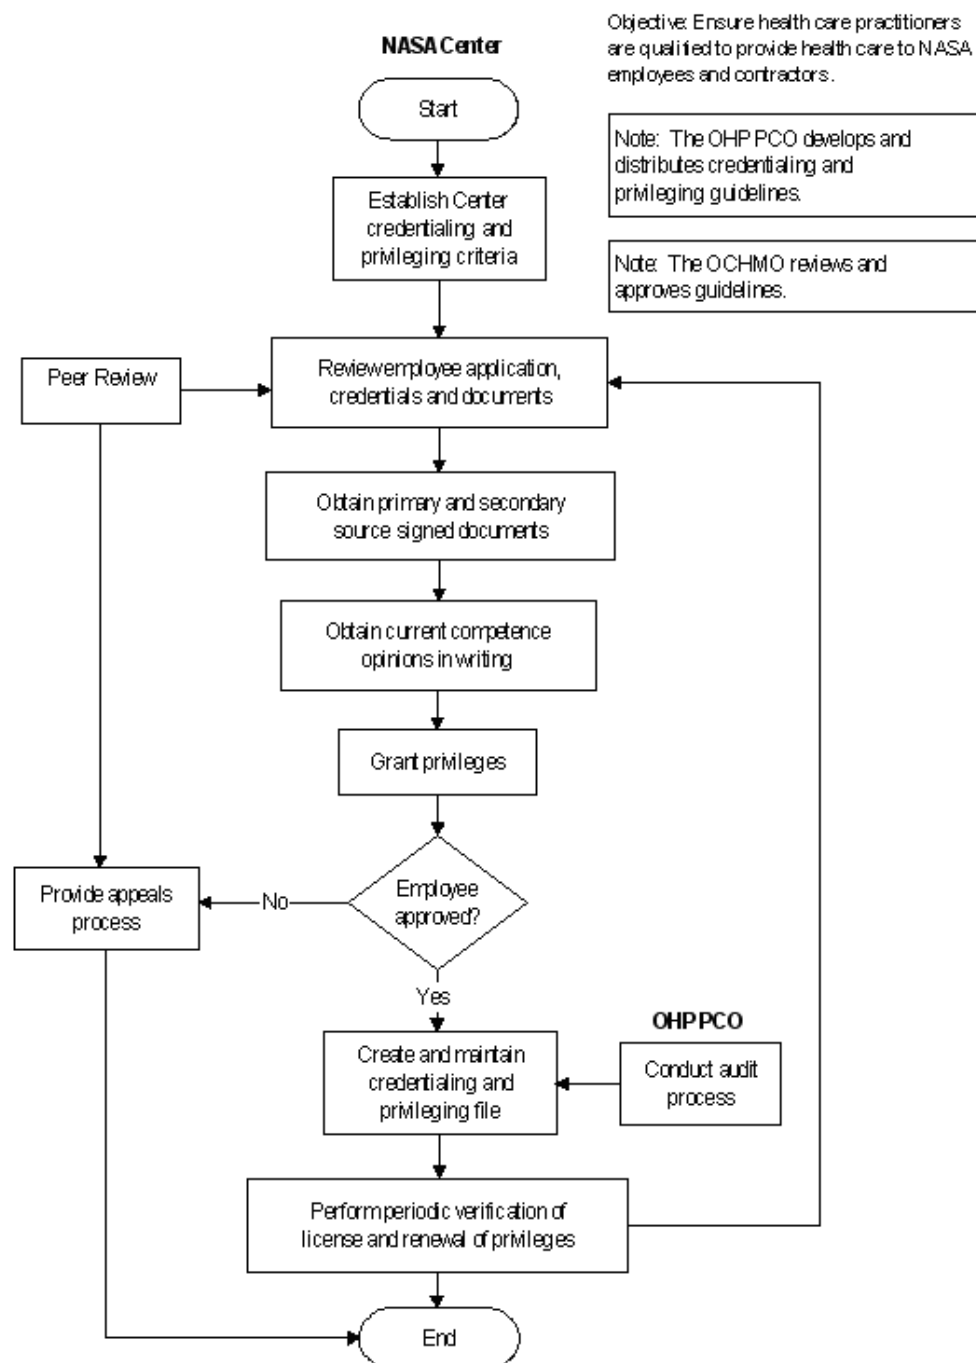 NASA Center
Objective: Ensure health care practitioners
are qualified to provide health care to NASA
employees and contractors.
Start
Note: The OHP PCO develops and
distributes credentialing and
privileging guidelines.
Establish Center
credentialing and
privileging criteria
Note: The OCHMO reviews and
approves guidelines.
Peer Review
Review employee application,
credentials and documents
Obtain primary and secondary
source signed documents
Obtain current competence
opinions in writing
Grant privileges
Employee
approved?
No
Provide appeals
process
Yes
OHP PCO
Create and maintain
credentialing and
privileging file
Conduct audit
process
Perform periodic verification of
license and renewal of privileges
End